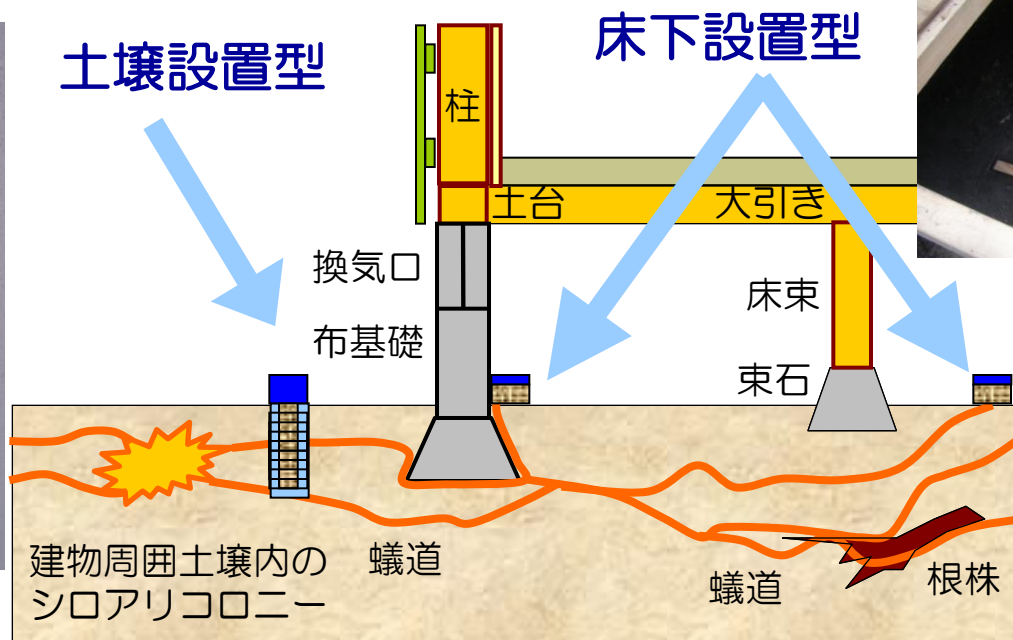 土壌設置型
床下設置型
柱
土台
大引き
換気口
床束
布基礎
束石
建物周囲土壌内の
シロアリコロニー
蟻道
蟻道
根株